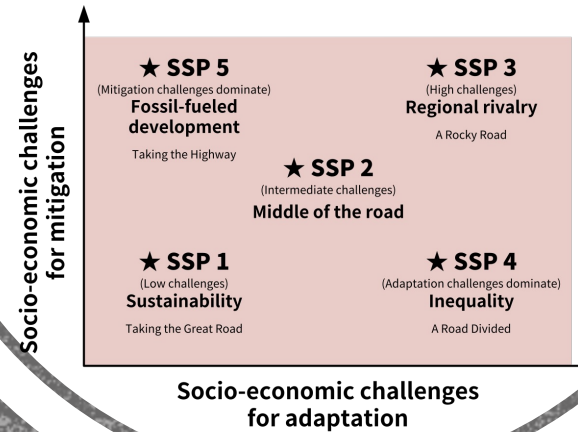 Socio-economic challenges
for mitigation
★ SSP 5
(Mitigation challenges dominate)
Fossil-fueled
development
Taking the Highway
★ SSP 3
(High challenges)
Regional rivalry
A Rocky Road
★ SSP 2
(Intermediate challenges)
Middle of the road
★ SSP 1
(Low challenges)
Sustainability
Taking the Great Road
★ SSP 4
(Adaptation challenges dominate)
Inequality
A Road Divided
Socio-economic challenges
for adaptation